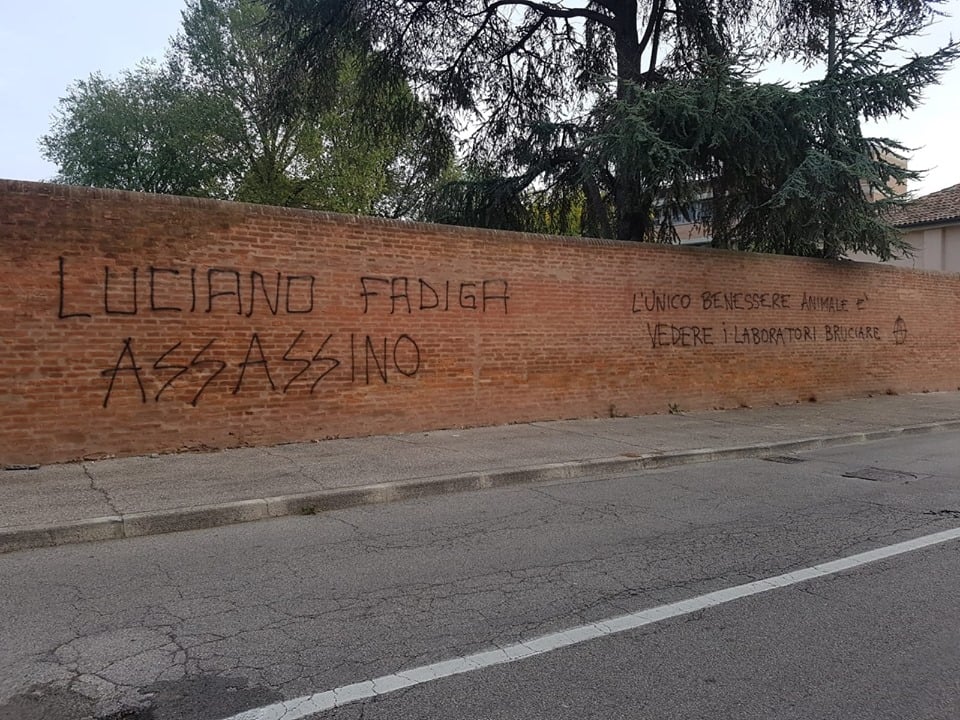 LUCIANO FADIGA
ASSASSINO
L'UNICO BENESSERE ANIMALE E'
VEDERE i LABORATORI BRUCIARE